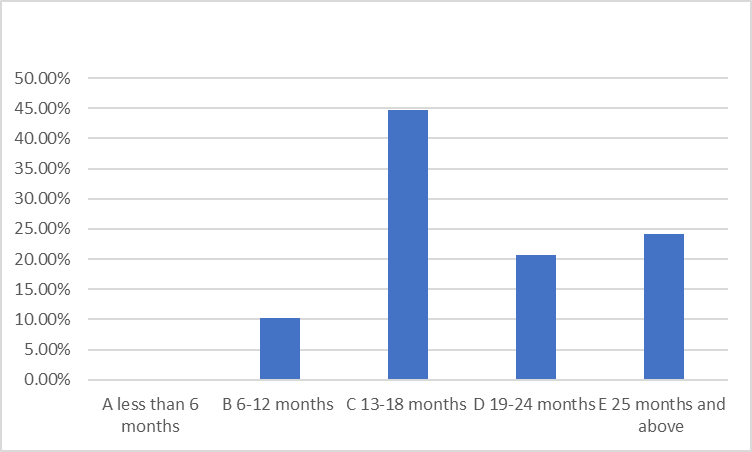 50.00%
45.00%
40.00%
35.00%
30.00%
25.00%
20.00%
15.00%
10.00%
5.00%
0.00%
A less than 6
months
B 6-12 months
C 13-18 months
D 19-24 months
E 25 months and
above